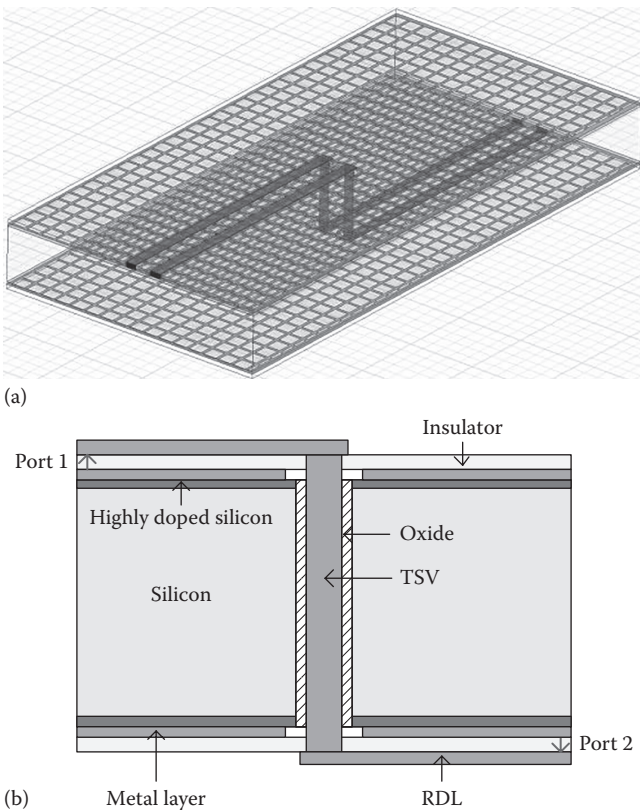 (a)
Insulator
Port 1
Highly doped silicon
Oxide
TSV
Silicon
Port 2
(b)
Metal layer
RDL